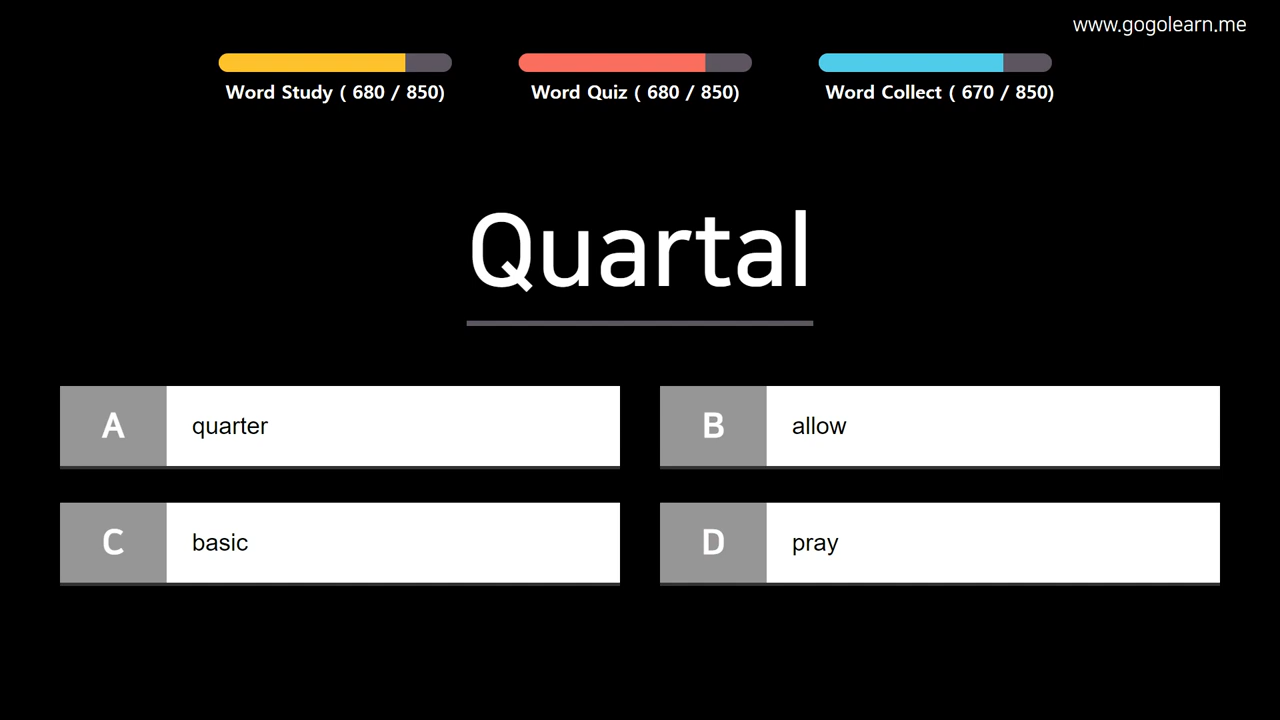 www.gogolearn.me
Word Study ( 680 / 850)
Word Quiz ( 680 / 850)
Word Collect ( 670 / 850)
Quartal
A quarter
B allow
C basic
D pray